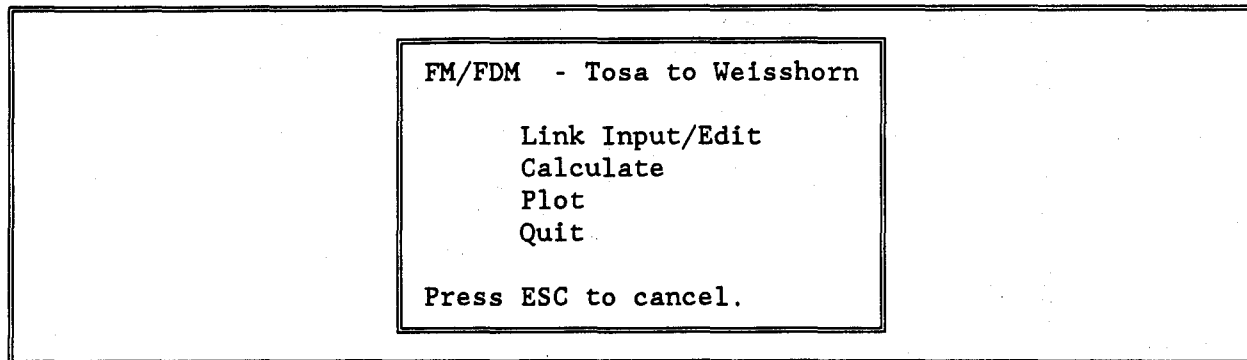 FM/FDM - Tosa to Weisshorn
Link Input/Edit
Calculate
Plot
Quit
Press ESC to cancel.